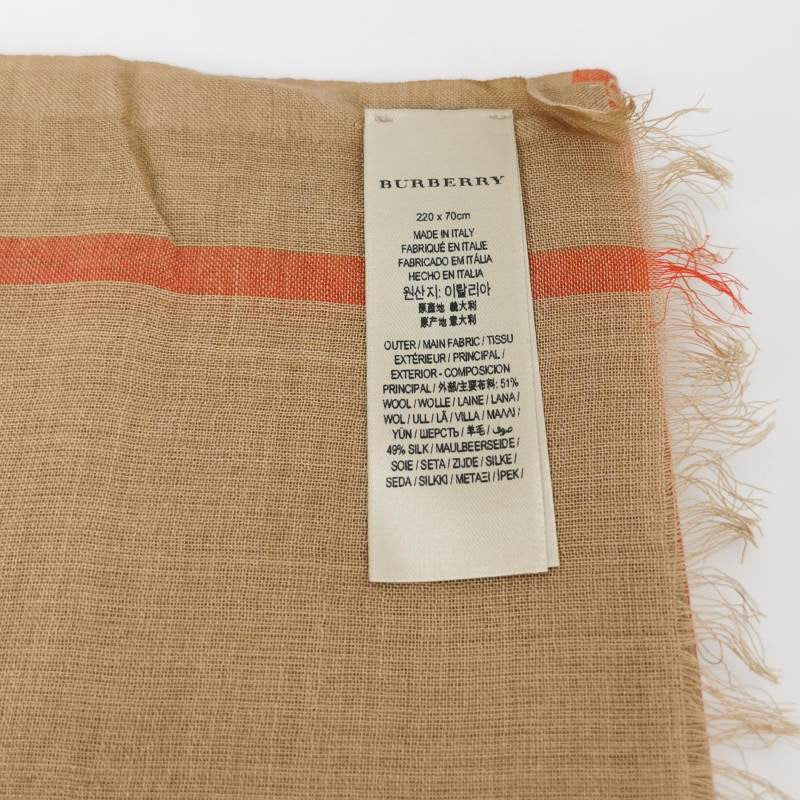 BURBERRY
220 x 70cm
MADE IN ITALY
FABRIQUÉ EN ITALIE
FABRICADO EM ITÁLIA
HECHO EN ITALIA
원산지: 이탈리아
原產地 義大利
原产地 意大利
OUTER / MAIN FABRIC / TISSU
EXTÉRIEUR / PRINCIPAL /
EXTERIOR - COMPOSICION
PRINCIPAL / 外部/主要布料: 51%
WOOL / WOLLE / LAINE / LANA /
WOL / ULL / LÃ / VILLA / ΜΑΛΛΙ /
YÜN / ШЕРСТЬ / 羊毛 / صوف /
49% SILK / MAULBEERSEIDE /
SOIE / SETA / ZIJDE / SILKE /
SEDA / SILKKI / ΜΕΤΑΞΙ / İPEK /